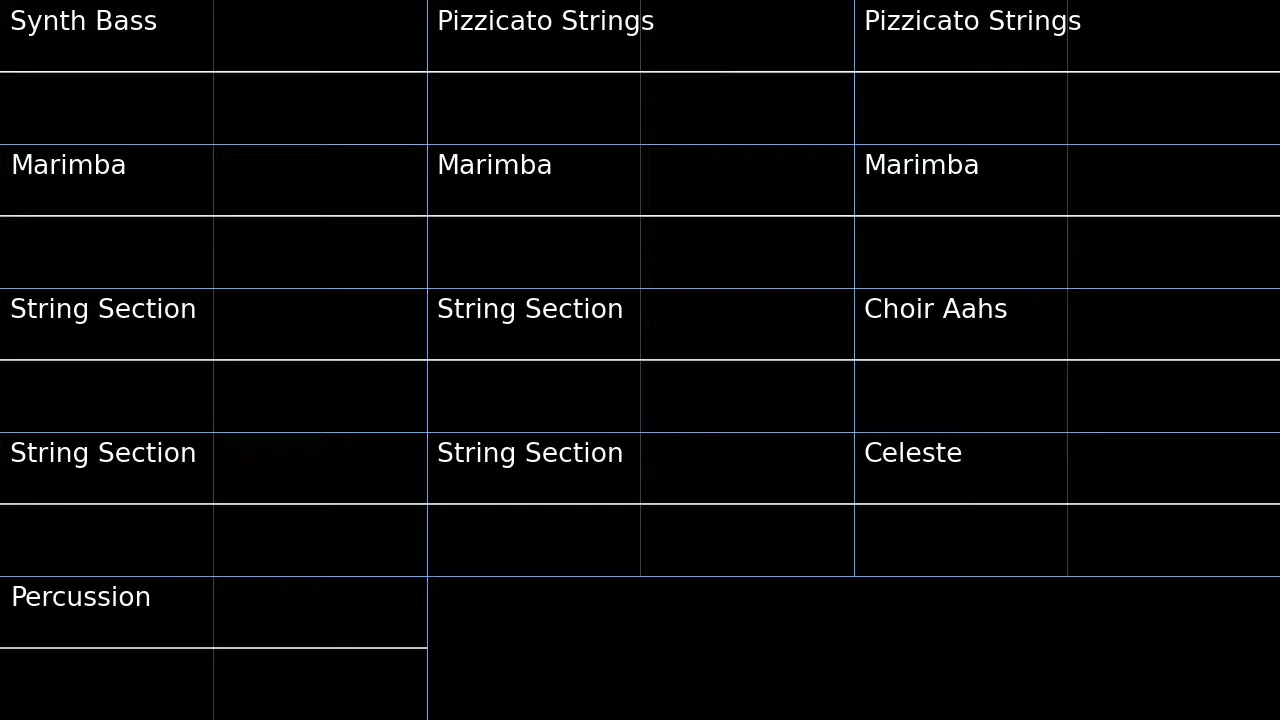 Synth Bass
Pizzicato Strings
Pizzicato Strings
Marimba
Marimba
Marimba
String Section
String Section
Choir Aahs
String Section
String Section
Celeste
Percussion